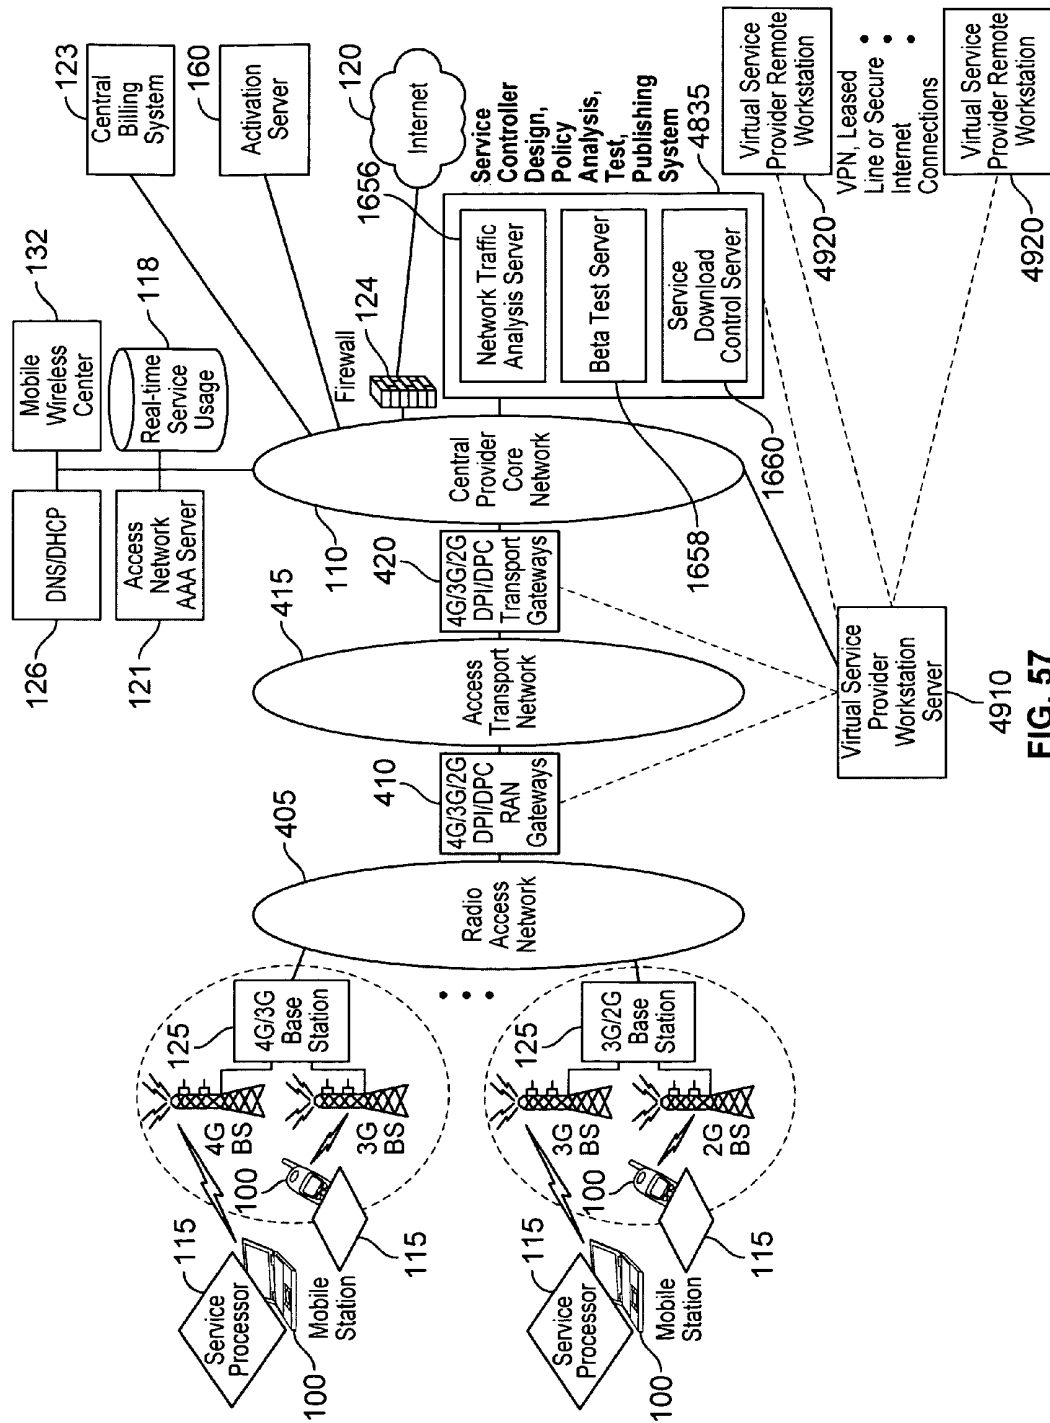 123
Central
Billing
System
160
Activation
Server
132
Mobile
Wireless
Center
118
Real-time
Service
Usage
DNS/DHCP
126
Access
Network
AAA Server
121
120
Internet
Firewall
124
Service
Controller
Design,
Policy
Analysis,
Test,
Publishing
System
4835
1656
Network Traffic
Analysis Server
Beta Test Server
1658
Service
Download
Control Server
1660
Central
Provider
Core
Network
110
420
4G/3G/2G
DPI/DPC
Transport
Gateways
415
Access
Transport
Network
410
4G/3G/2G
DPI/DPC
RAN
Gateways
405
Radio
Access
Network
125
4G/3G
Base
Station
4G
BS
3G
BS
100
115
115
Service
Processor
Mobile
Station
100
125
3G/2G
Base
Station
3G
BS
2G
BS
100
115
115
Service
Processor
Mobile
Station
100
Virtual Service
Provider Remote
Workstation
4920
VPN, Leased
Line or Secure
Internet
Connections
Virtual Service
Provider Remote
Workstation
4920
Virtual Service
Provider
Workstation
Server
4910
FIG. 57